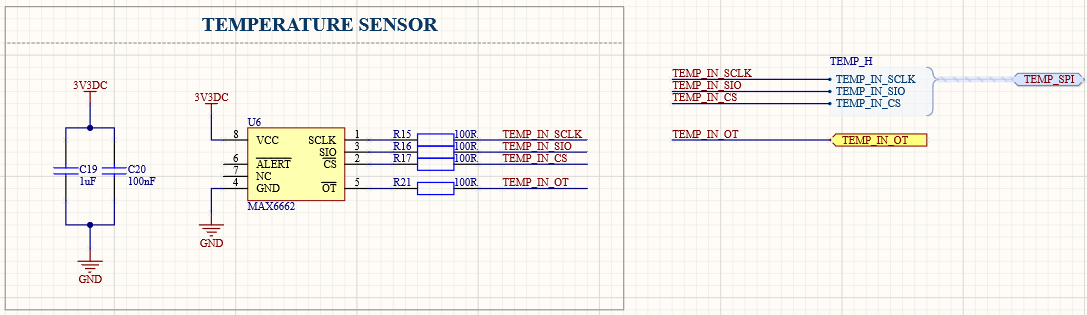 TEMPERATURE SENSOR
3V3DC
C19
1uF
C20
100nF
GND
3V3DC
U6
8 VCC SCLK 1 R15 100R TEMP_IN_SCLK
SIO 3 R16 100R TEMP_IN_SIO
6 ALERT CS 2 R17 100R TEMP_IN_CS
7 NC
4 GND OT 5 R21 100R TEMP_IN_OT
MAX6662
GND
TEMP_H
TEMP_IN_SCLK TEMP_IN_SCLK TEMP_SPI
TEMP_IN_SIO TEMP_IN_SIO
TEMP_IN_CS TEMP_IN_CS
TEMP_IN_OT TEMP_IN_OT